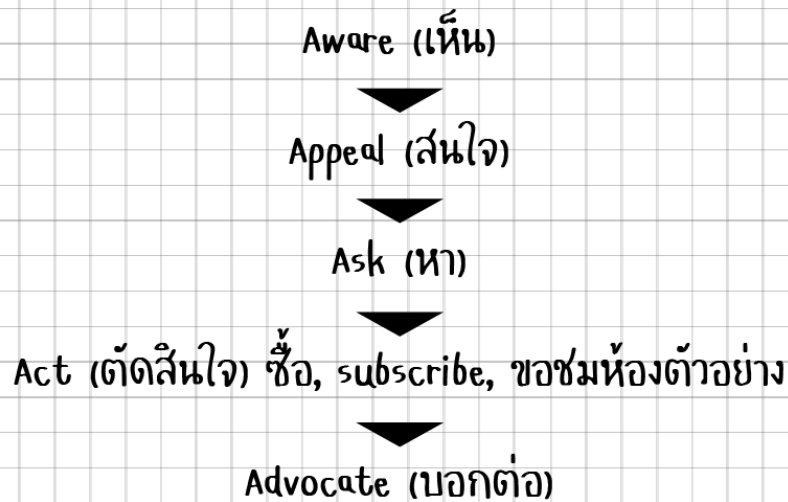 Aware (เห็น)
Appeal (สนใจ)
Ask (หา)
Act (ตัดสินใจ) ซื้อ, subscribe, ขอชมห้องตัวอย่าง
Advocate (บอกต่อ)